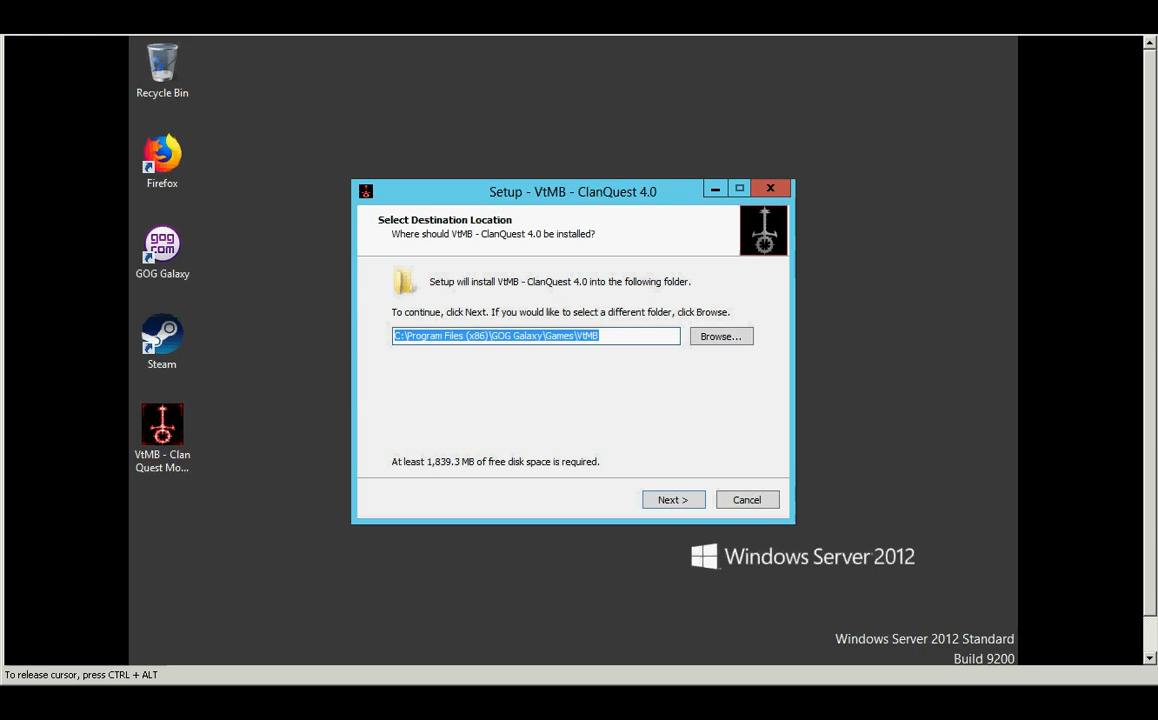 Recycle Bin
Firefox
GOG.COM
GOG Galaxy
Steam
VtMB - Clan
Quest Mo...
Setup - VtMB - ClanQuest 4.0
Select Destination Location
Where should VtMB - ClanQuest 4.0 be installed?
Setup will install VtMB - ClanQuest 4.0 into the following folder.
To continue, click Next. If you would like to select a different folder, click Browse.
C:\Program Files (x86)\GOG Galaxy\Games\VtMB
Browse...
At least 1,839.3 MB of free disk space is required.
Next >
Cancel
Windows Server 2012
Windows Server 2012 Standard
Build 9200
To release cursor, press CTRL + ALT